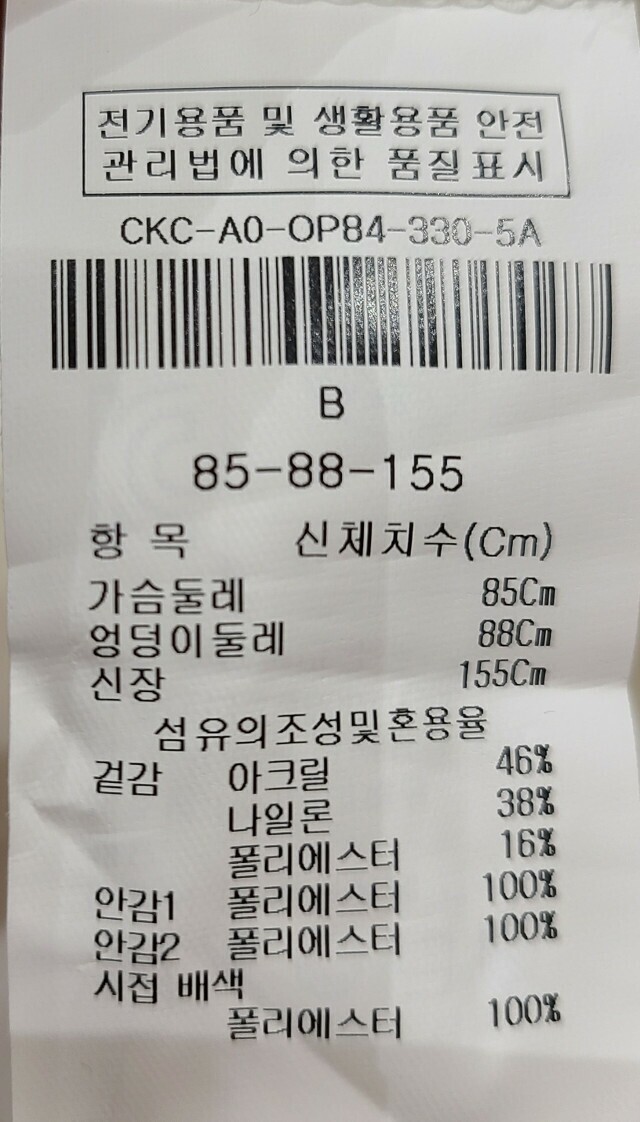 전기용품 및 생활용품 안전
관리법에 의한 품질표시
CKC-A0-OP84-330-5A
B
85-88-155
항 목 신체치수(Cm)
가슴둘레 85Cm
엉덩이둘레 88Cm
신장 155Cm
섬유의조성및혼용율
겉감 아크릴 46%
나일론 38%
폴리에스터 16%
안감1 폴리에스터 100%
안감2 폴리에스터 100%
시접 배색
폴리에스터 100%